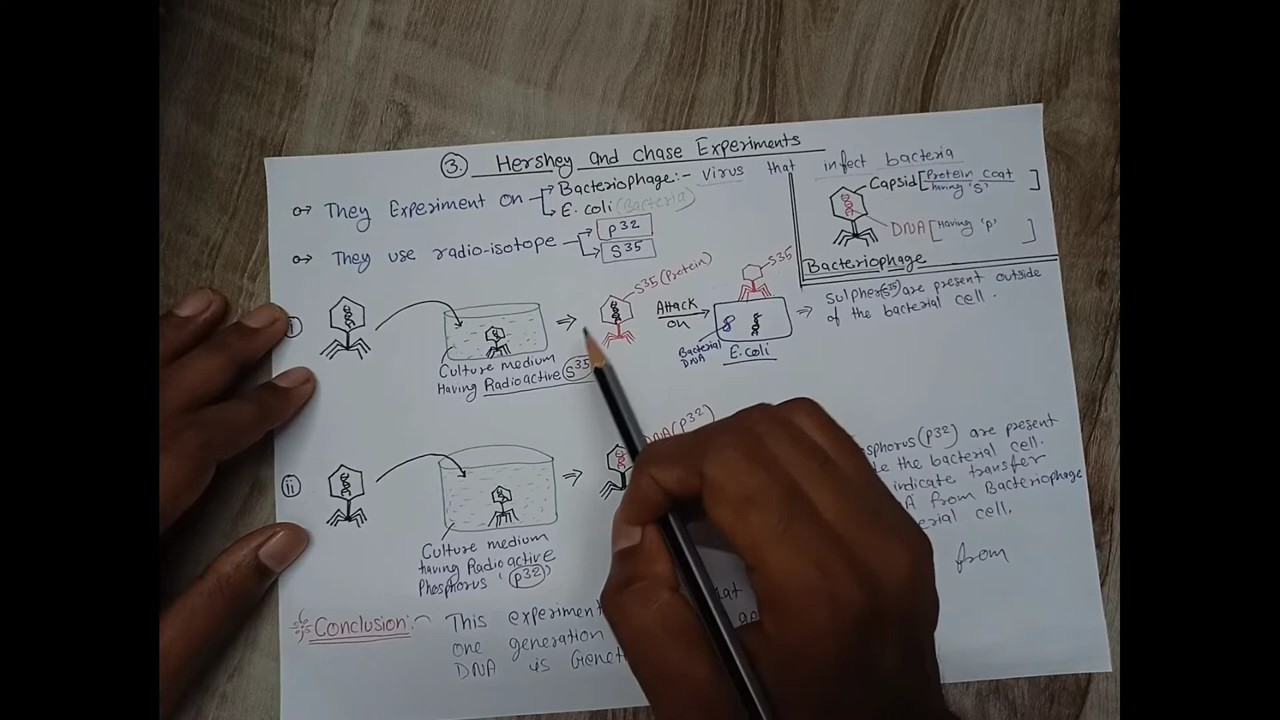 ③. Hershey and chase Experiments
They Experiment on
Bacteriophage:- Virus that infect bacteria
E. coli (Bacteria)
They use radio-isotope
P32
S35
Capsid [Protein coat having 'S']
DNA [Having 'p']
Bacteriophage
i
Culture medium
Having Radioactive S35
S35 (Protein)
Attack
on
S35
Bacterial
DNA
E. coli
Sulpher(S35) are present outside
of the bacterial cell.
ii
Culture medium
having Radioactive
Phosphorus 'p32'
DNA (P32)
(P32) are present
the bacterial cell.
indicate transfer
from Bacteriophage
cell.
Conclusion:-
This experiment
from
one generation
DNA is